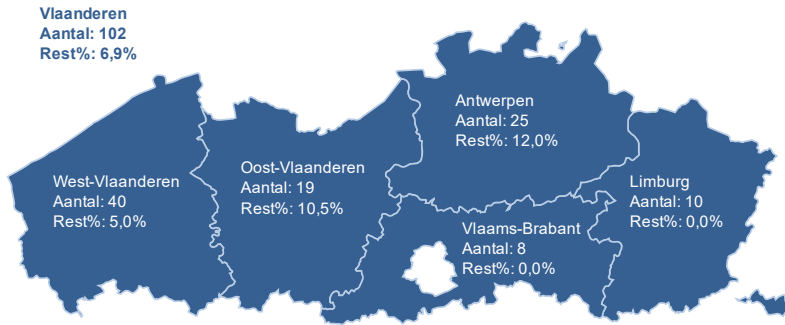 Vlaanderen
Aantal: 102
Rest%: 6,9%
Antwerpen
Aantal: 25
Rest%: 12,0%
West-Vlaanderen
Aantal: 40
Rest%: 5,0%
Oost-Vlaanderen
Aantal: 19
Rest%: 10,5%
Limburg
Aantal: 10
Rest%: 0,0%
Vlaams-Brabant
Aantal: 8
Rest%: 0,0%